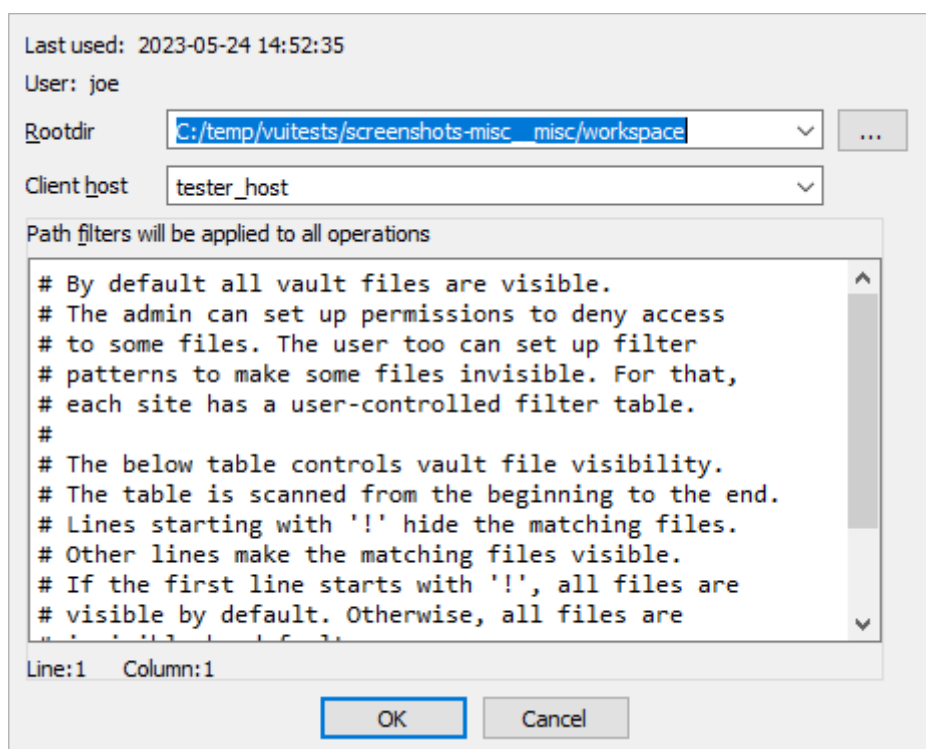 Last used: 2023-05-24 14:52:35
User: joe
Rootdir C:/temp/vuitests/screenshots-misc__misc/workspace ...
Client host tester_host
Path filters will be applied to all operations
# By default all vault files are visible.
# The admin can set up permissions to deny access
# to some files. The user too can set up filter
# patterns to make some files invisible. For that,
# each site has a user-controlled filter table.
#
# The below table controls vault file visibility.
# The table is scanned from the beginning to the end.
# Lines starting with '!' hide the matching files.
# Other lines make the matching files visible.
# If the first line starts with '!', all files are
# visible by default. Otherwise, all files are
Line:1 Column:1
OK Cancel